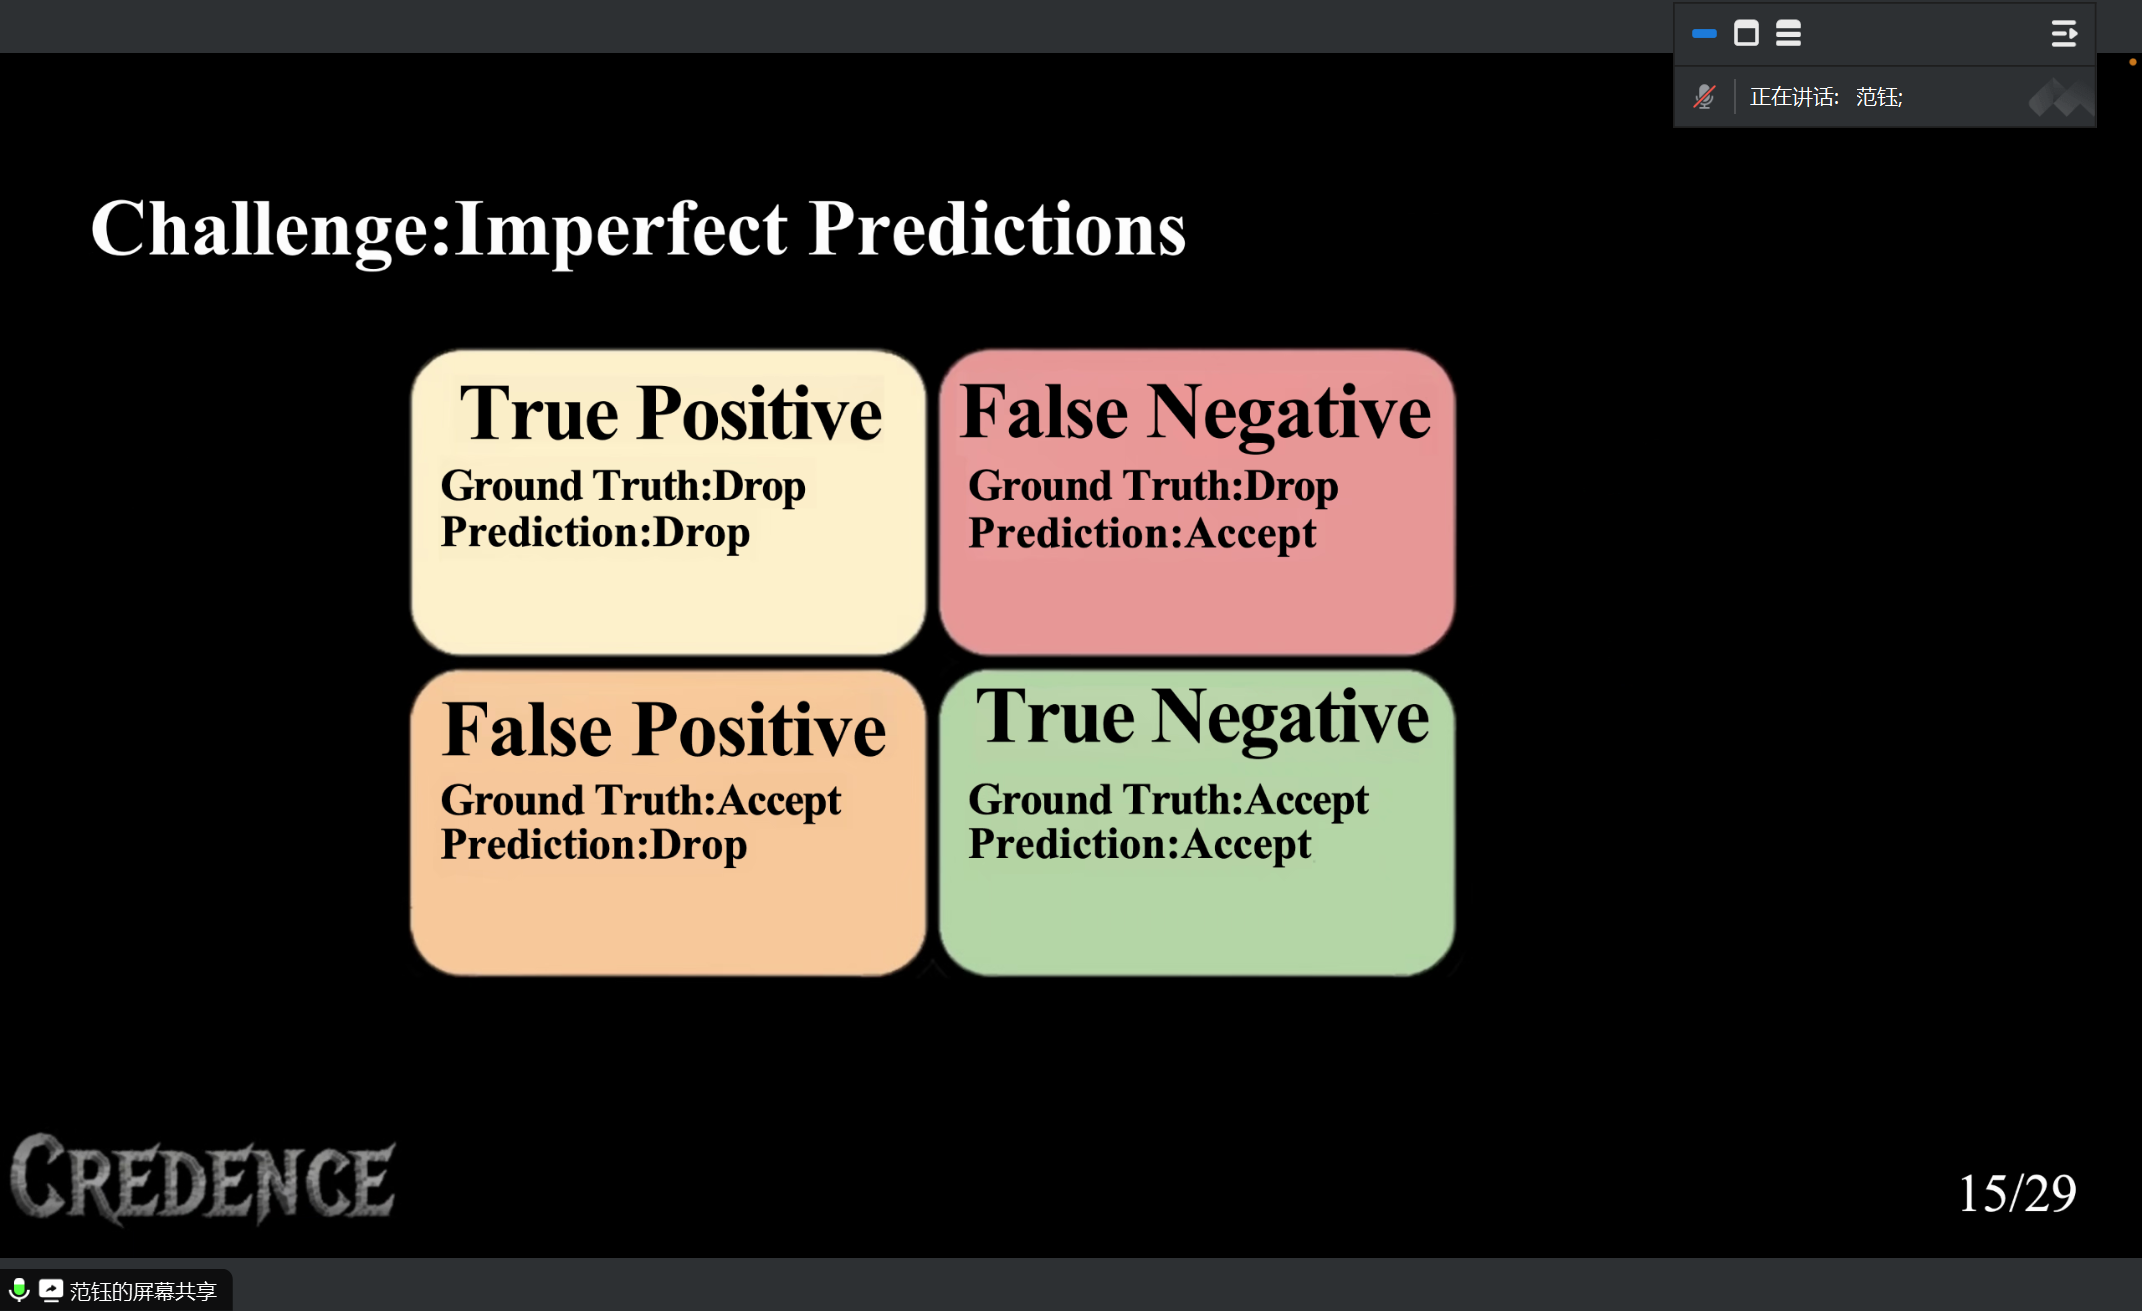 正在讲话: 范钰;
Challenge:Imperfect Predictions
True Positive
Ground Truth:Drop
Prediction:Drop
False Negative
Ground Truth:Drop
Prediction:Accept
False Positive
Ground Truth:Accept
Prediction:Drop
True Negative
Ground Truth:Accept
Prediction:Accept
CREDENCE
15/29
范钰的屏幕共享